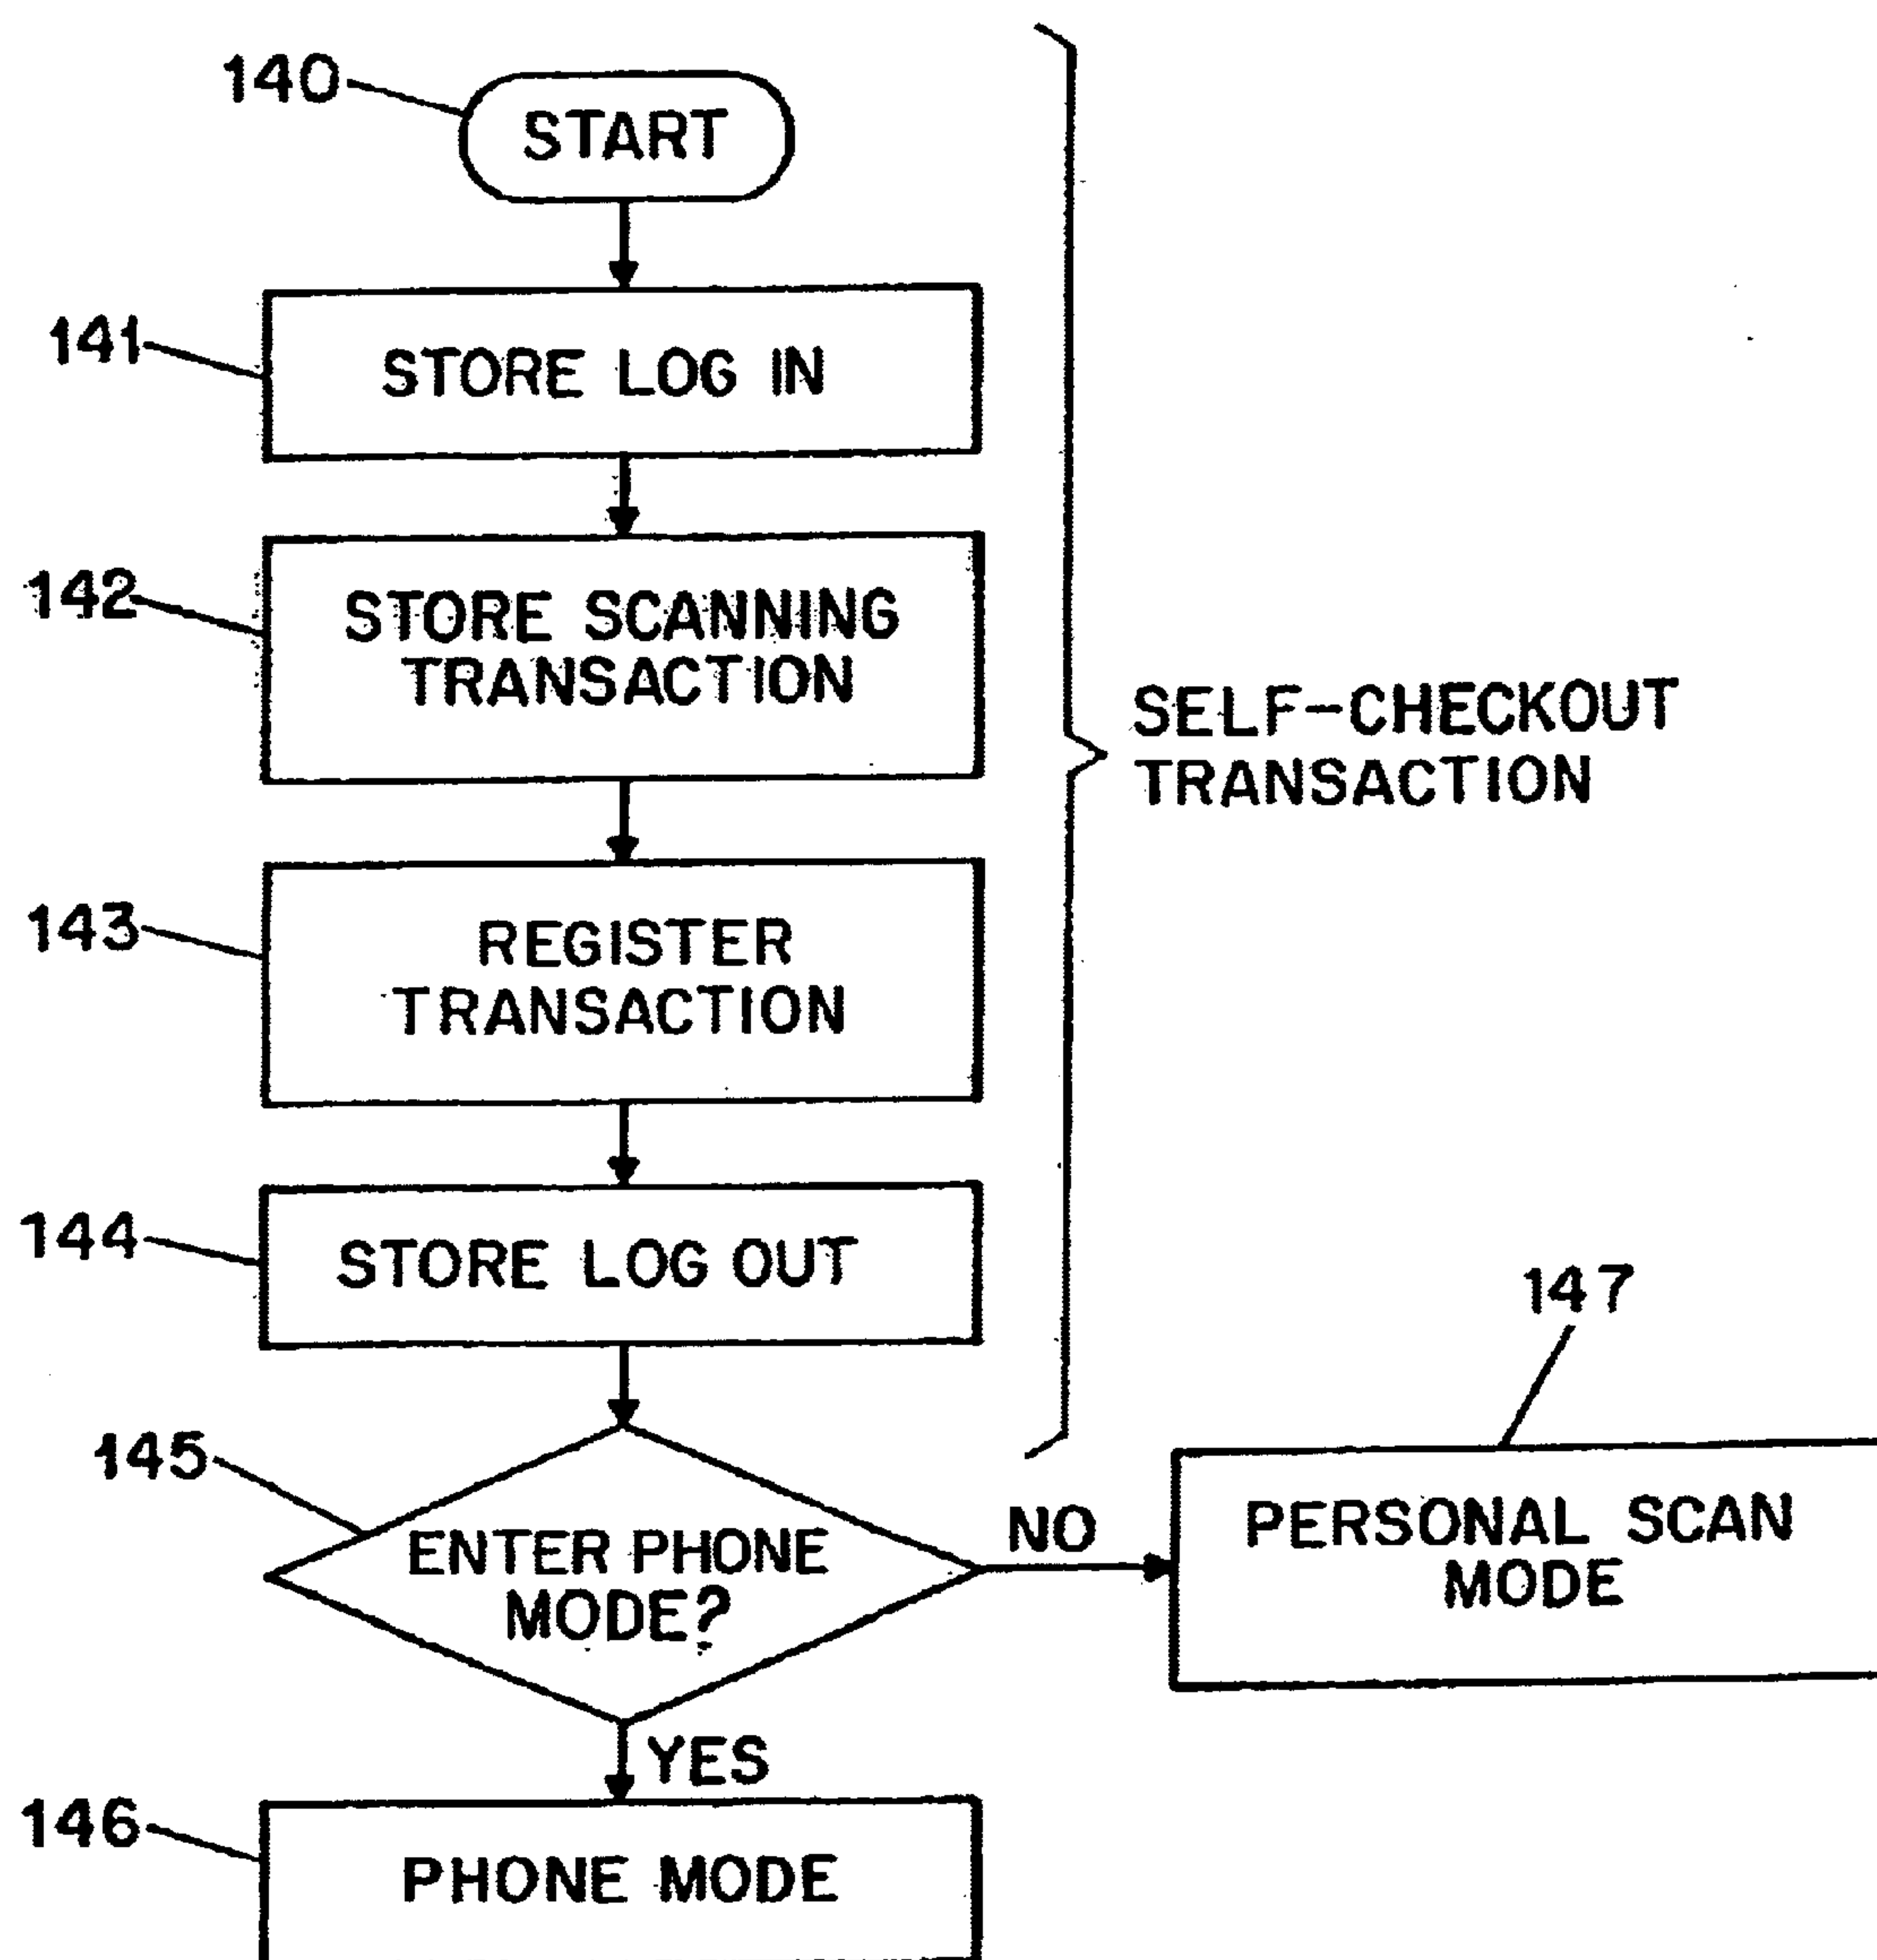 140
START
141
STORE LOG IN
142
STORE SCANNING
TRANSACTION
SELF-CHECKOUT
TRANSACTION
143
REGISTER
TRANSACTION
144
STORE LOG OUT
147
145
ENTER PHONE
MODE?
NO
PERSONAL SCAN
MODE
YES
146
PHONE MODE